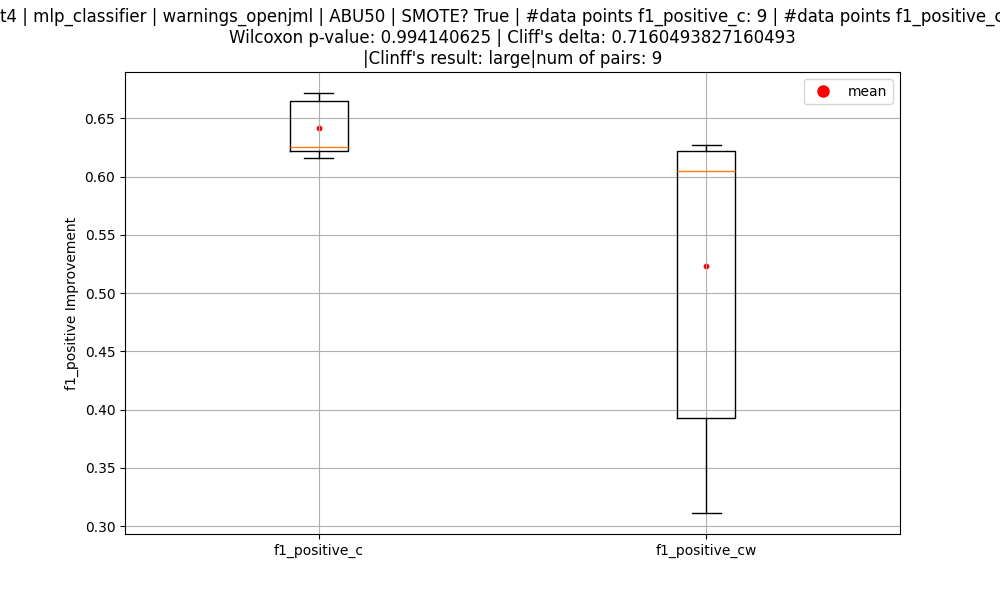 t4 | mlp_classifier | warnings_openjml | ABU50 | SMOTE? True | #data points f1_positive_c: 9 | #data points f1_positive_c
Wilcoxon p-value: 0.994140625 | Cliff's delta: 0.7160493827160493
|Clinff's result: large|num of pairs: 9
mean
0.65
0.60
0.55
0.50
0.45
0.40
0.35
0.30
f1_positive Improvement
f1_positive_c
f1_positive_cw